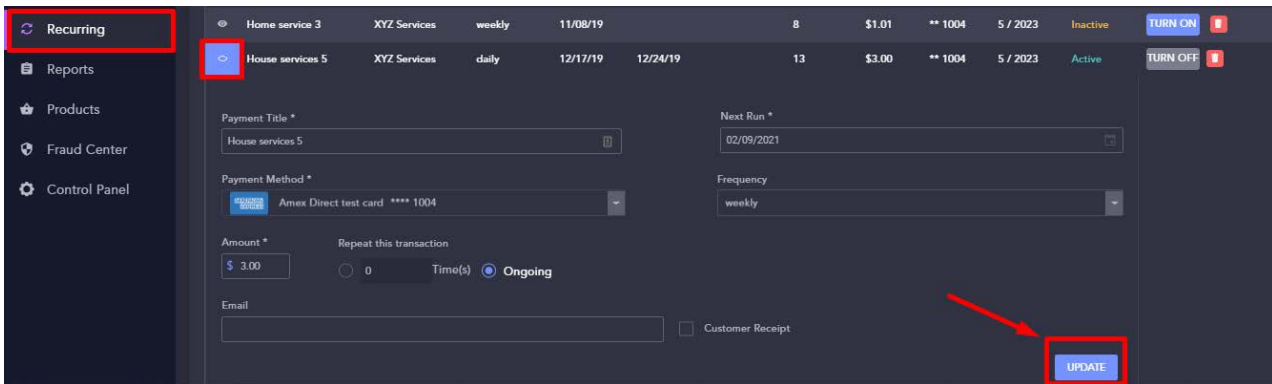 Recurring
Home service 3 XYZ Services weekly 11/08/19 8 $1.01 ** 1004 5 / 2023 Inactive TURN ON
House services 5 XYZ Services daily 12/17/19 12/24/19 13 $3.00 ** 1004 5 / 2023 Active TURN OFF
Reports
Products
Fraud Center
Control Panel
Payment Title * Next Run *
House services 5 02/09/2021
Payment Method * Frequency
Amex Direct test card **** 1004 weekly
Amount * Repeat this transaction
$ 3.00 0 Time(s) Ongoing
Email
Customer Receipt
UPDATE